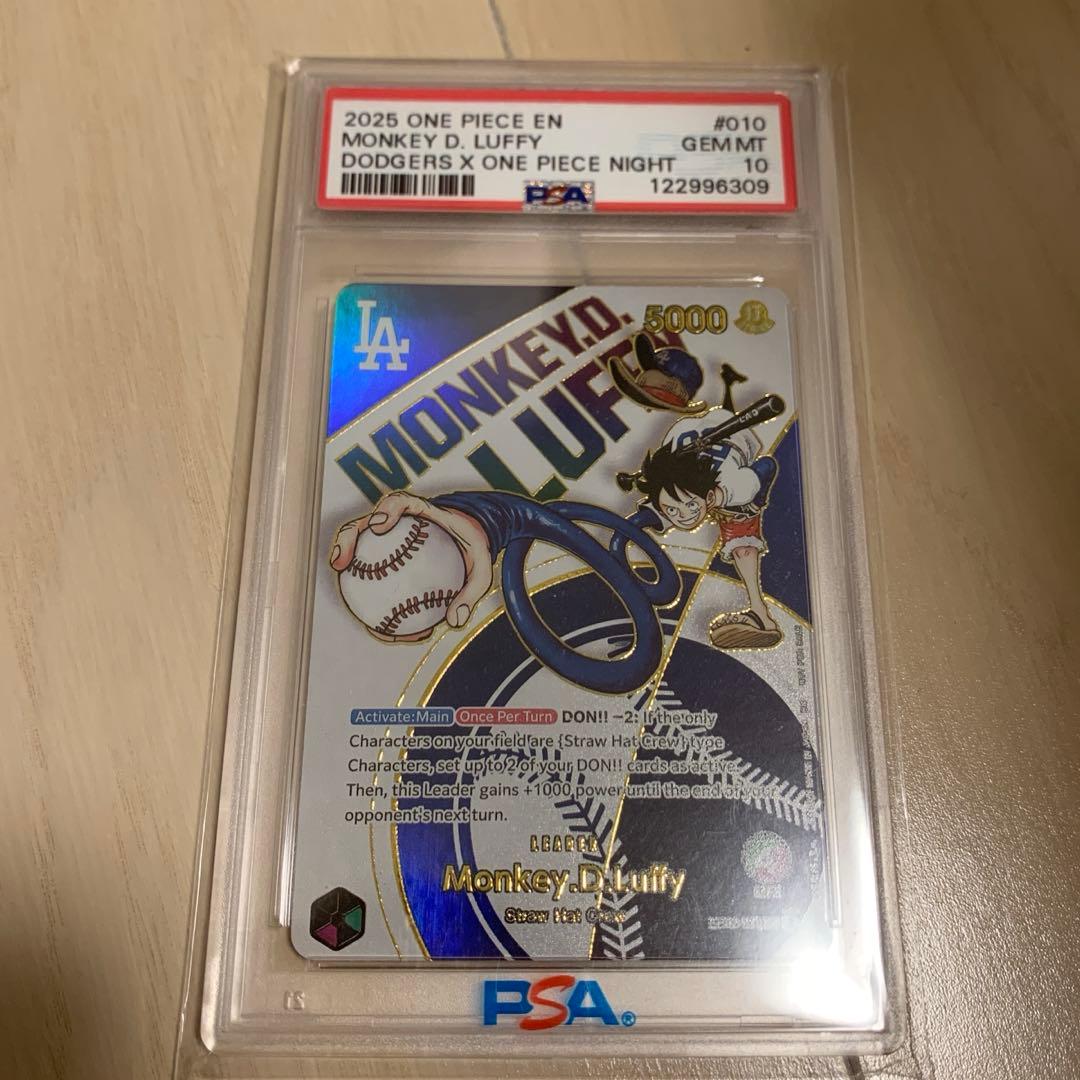 2025 ONE PIECE EN #010
MONKEY D. LUFFY GEM MT
DODGERS X ONE PIECE NIGHT 10
PSA 122996309
LA
5000
MONKEY.D.
LUFFY
Activate: Main Once Per Turn DON!! −2: If the only
Characters on your field are {Straw Hat Crew} type
Characters, set up to 2 of your DON!! cards as active.
Then, this Leader gains +1000 power until the end of your
opponent's next turn.
LEADER
Monkey.D.Luffy
Straw Hat Crew
PSA®